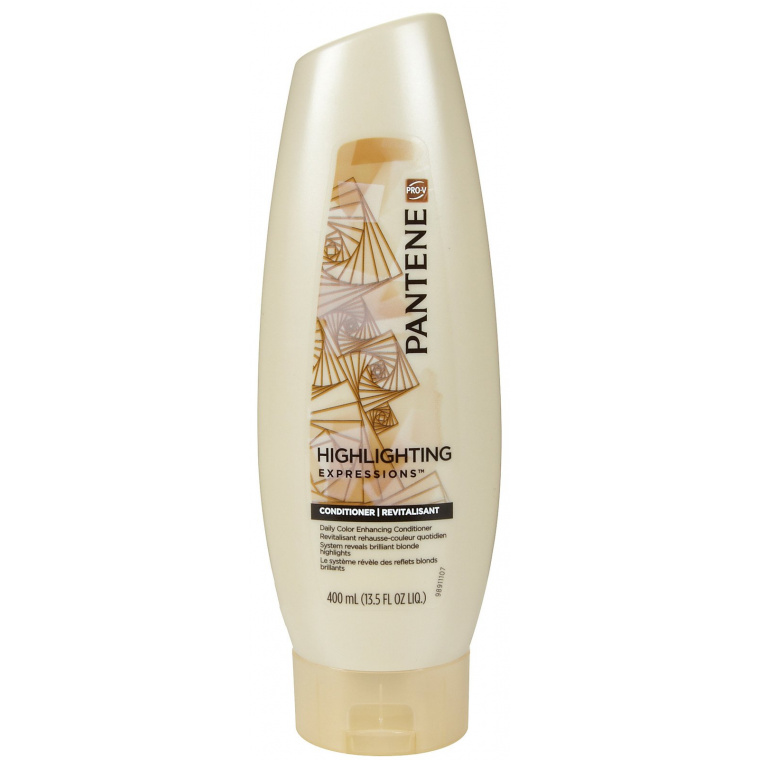 PRO-V
PANTENE
HIGHLIGHTING
EXPRESSIONS™
CONDITIONER | REVITALISANT
Daily Color Enhancing Conditioner
Revitalisant rehausse-couleur quotidien
System reveals brilliant blonde
highlights
Le système révèle des reflets blonds
brillants
400 mL (13.5 FL OZ LIQ.)
98911107